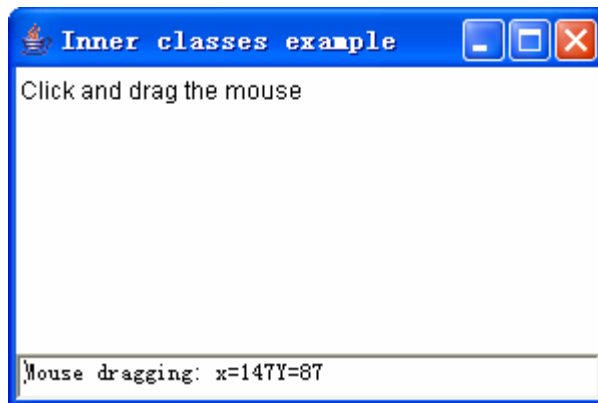 Inner classes example
Click and drag the mouse
Mouse dragging: x=147Y=87